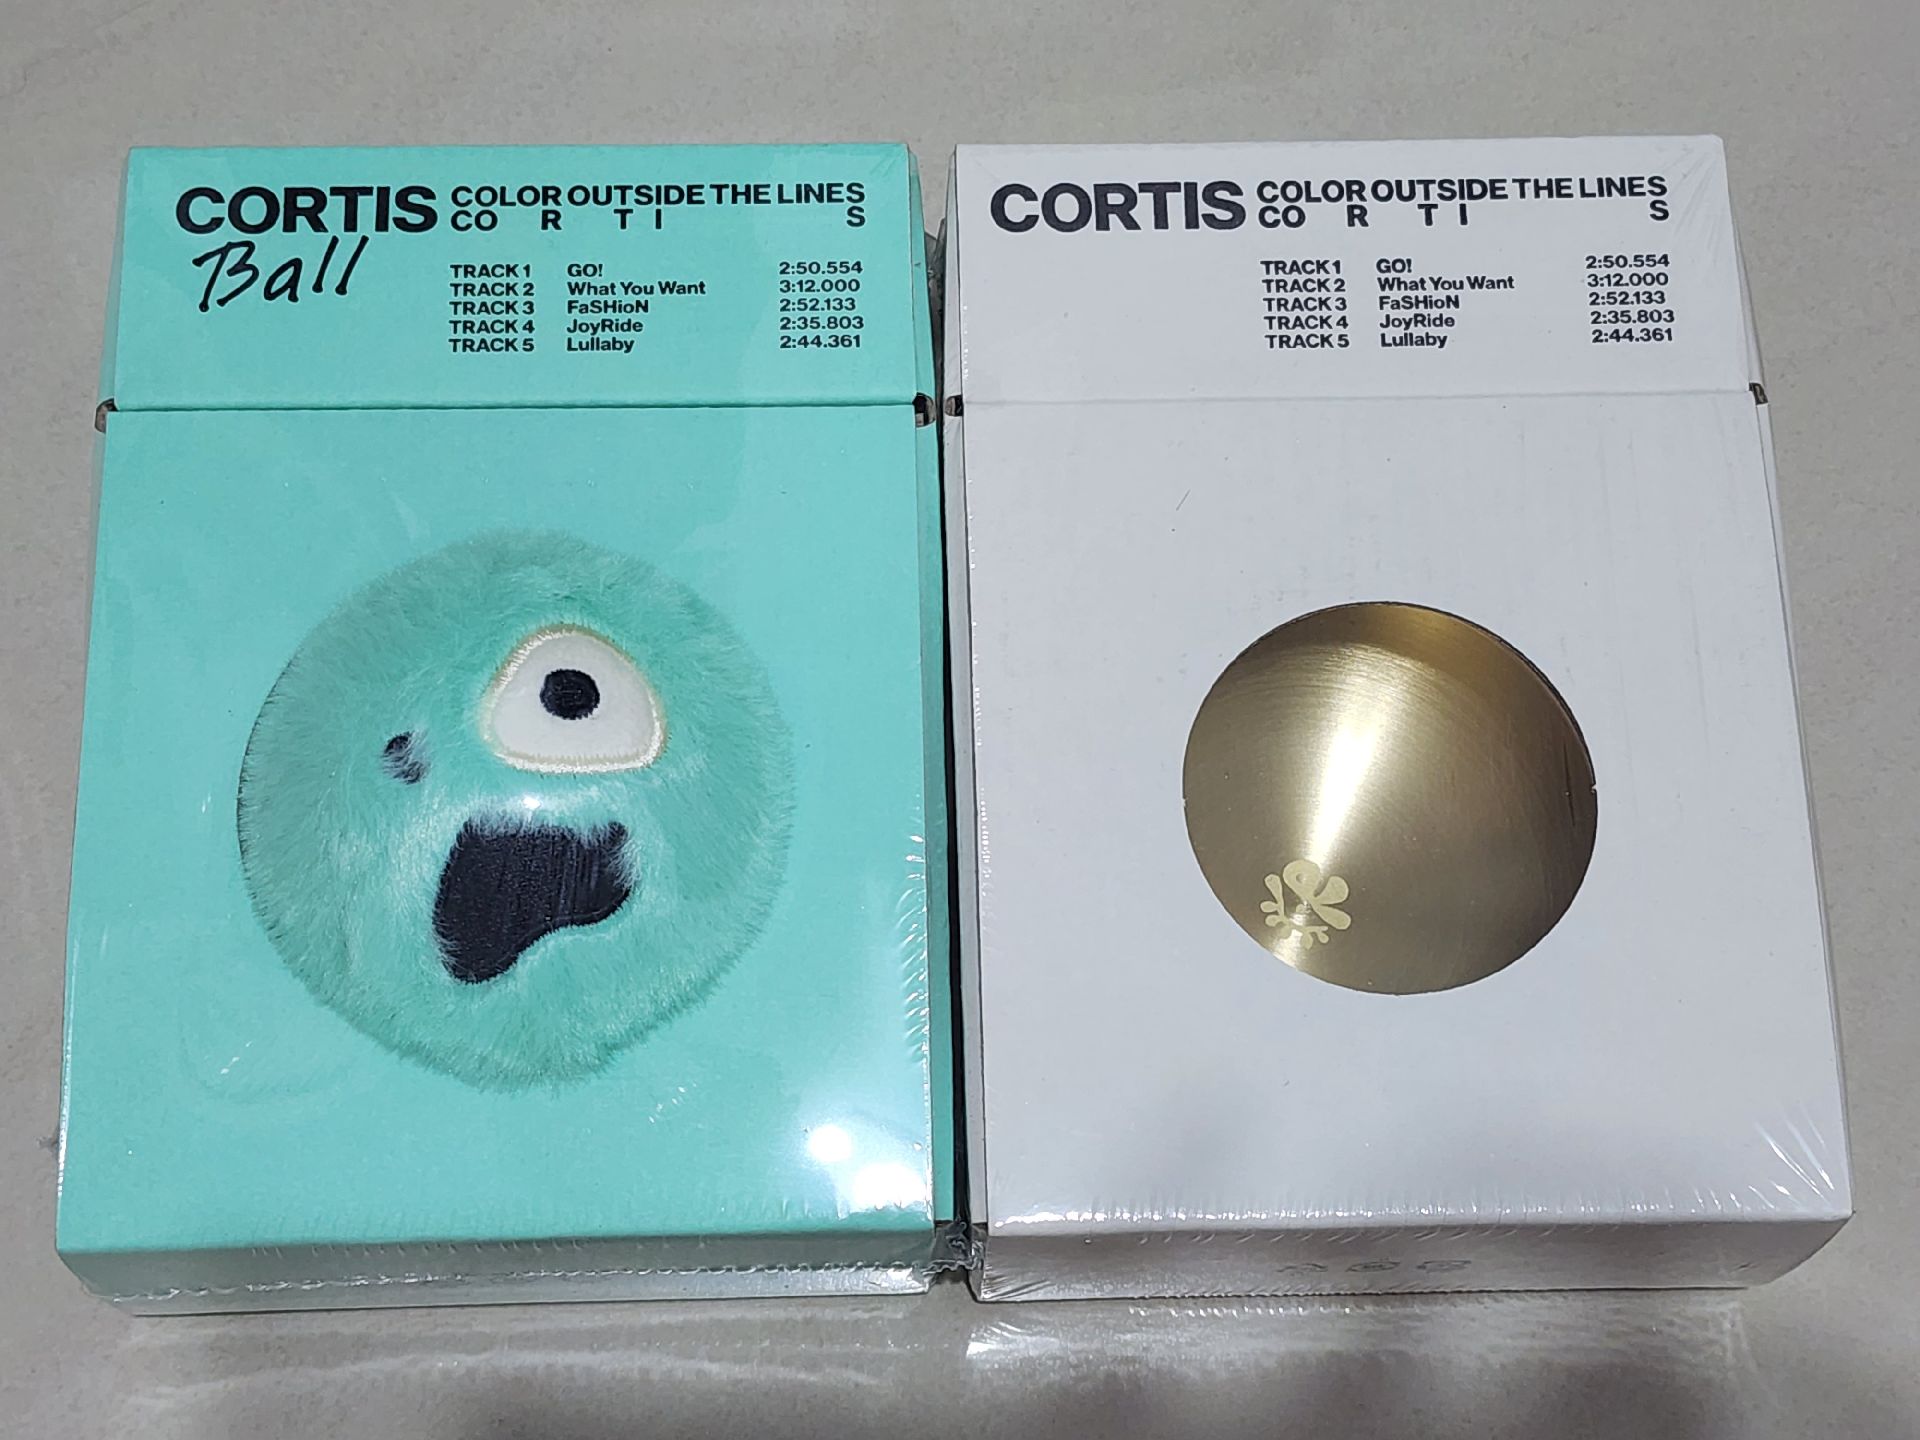 CORTIS COLOR OUTSIDE THE LINES
CO R T I S
Ball
TRACK 1 GO! 2:50.554
TRACK 2 What You Want 3:12.000
TRACK 3 FaSHioN 2:52.133
TRACK 4 JoyRide 2:35.803
TRACK 5 Lullaby 2:44.361
CORTIS COLOR OUTSIDE THE LINES
CO R T I S
TRACK 1 GO! 2:50.554
TRACK 2 What You Want 3:12.000
TRACK 3 FaSHioN 2:52.133
TRACK 4 JoyRide 2:35.803
TRACK 5 Lullaby 2:44.361